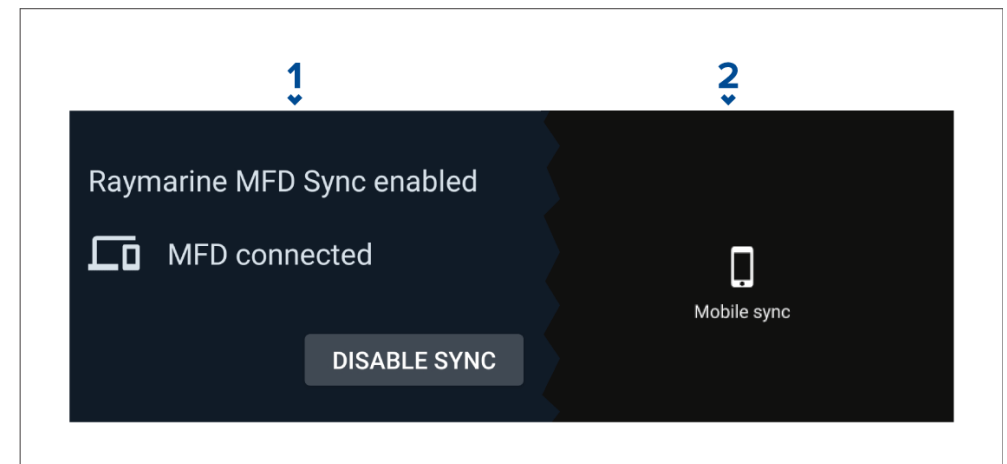 1
2
Raymarine MFD Sync enabled
MFD connected
DISABLE SYNC
Mobile sync